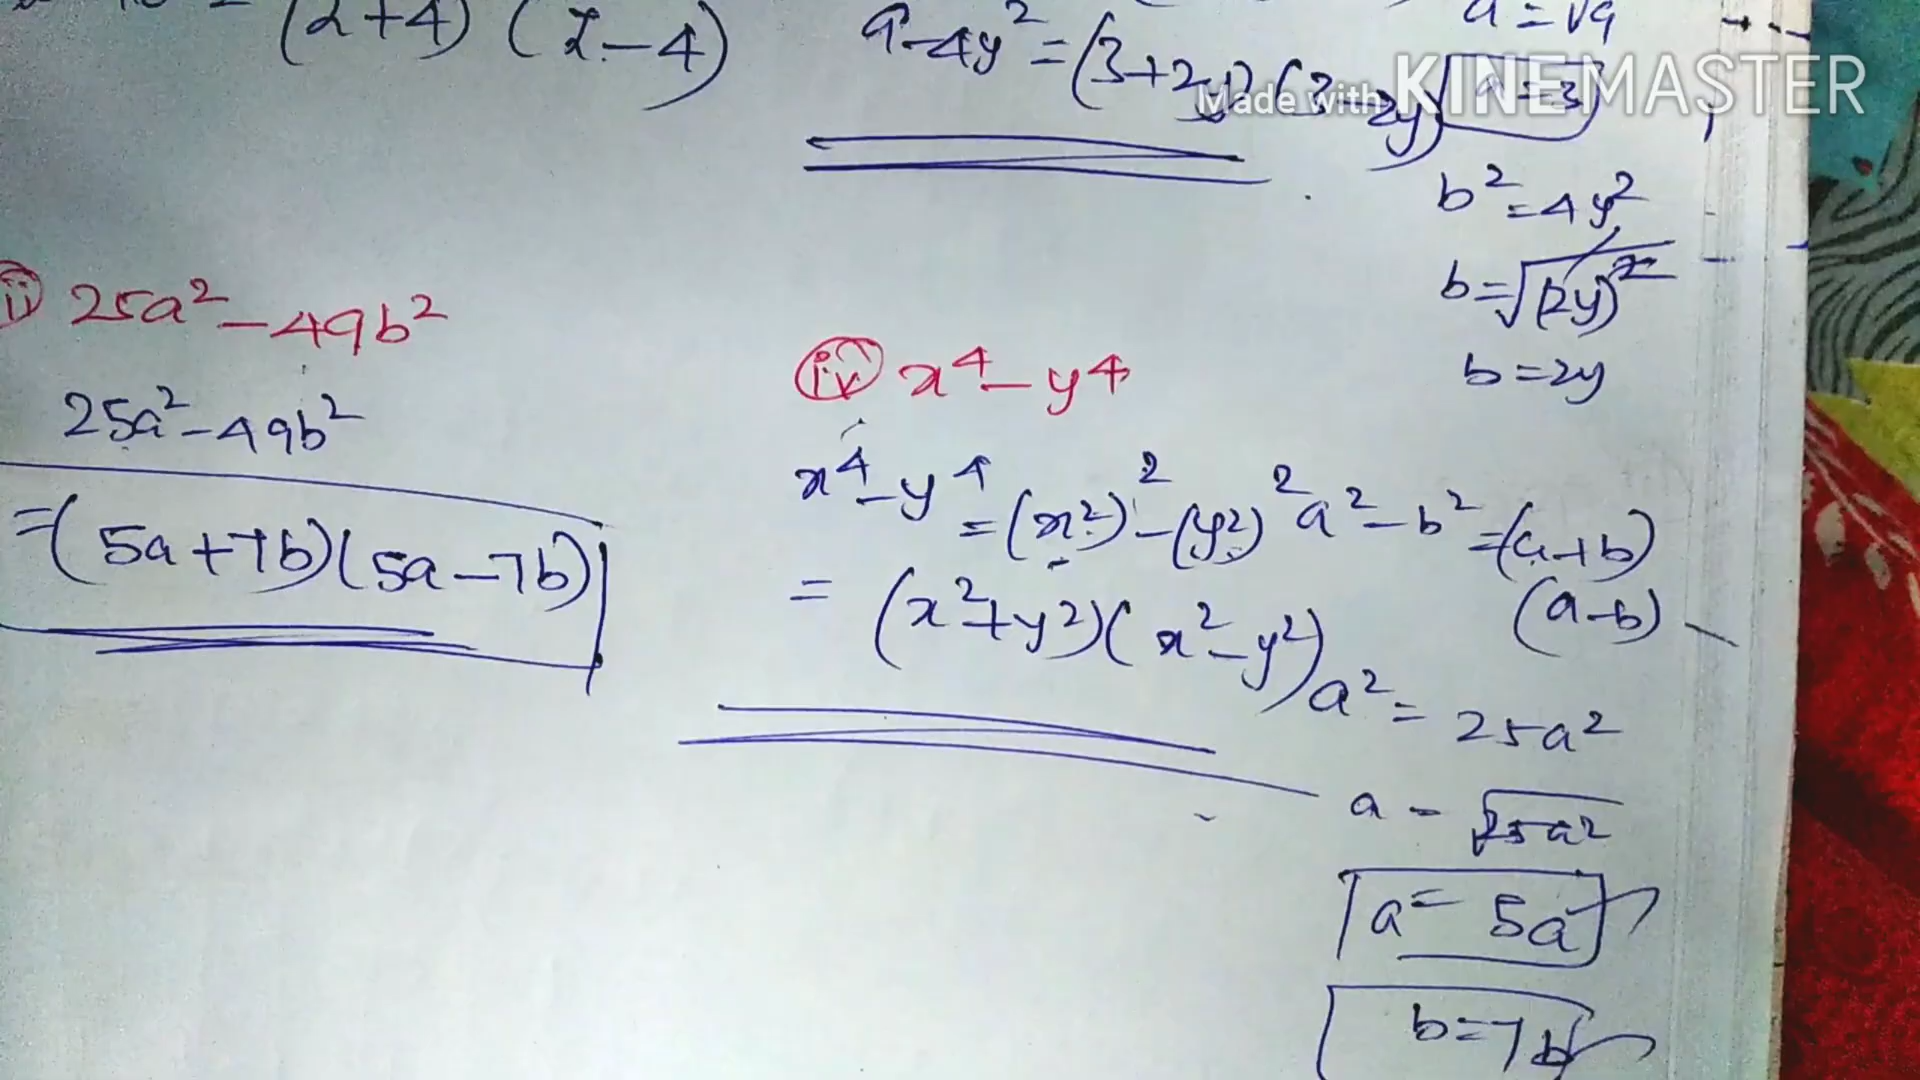 (2+4) (2-4)
9-4y²=(3+2y)(3-2y)
a=√9
a=3
Made with KINEMASTER
b²=4y²
b=√(2y)²
b=2y
ii 25a²-49b²
25a²-49b²
=(5a+7b)(5a-7b)
iv x⁴-y⁴
x⁴-y⁴=(x²)²-(y²)²
=(x²+y²)(x²-y²)
a²-b²=(a+b)
(a-b)
a²=25a²
a-√25a²
a=5a
b=7b